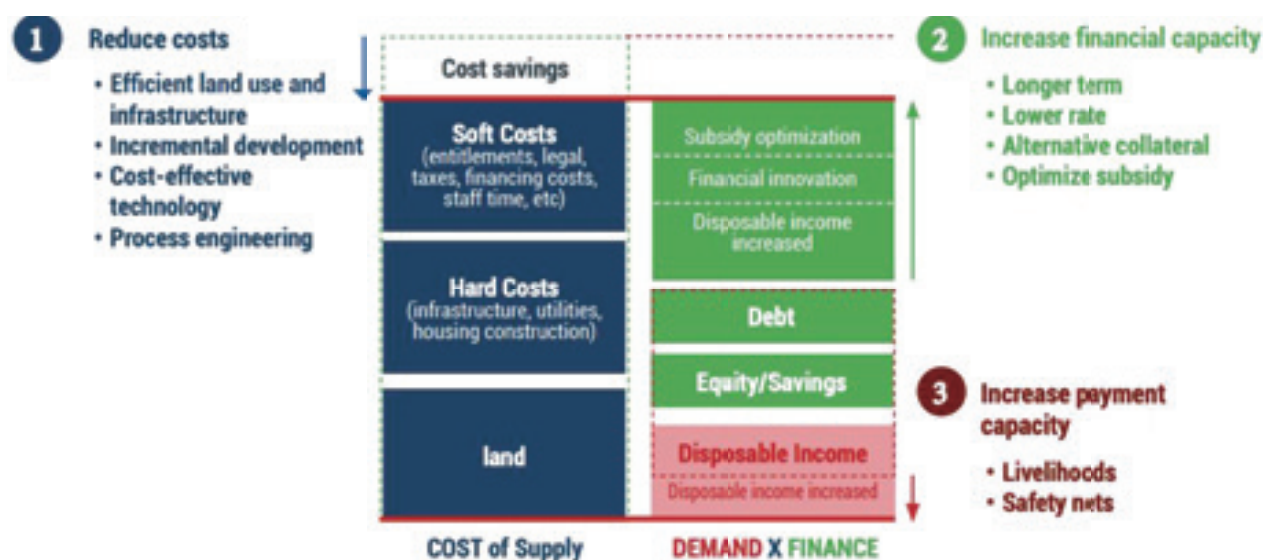 1
Reduce costs
• Efficient land use and
infrastructure
• Incremental development
• Cost-effective
technology
• Process engineering
Cost savings
Soft Costs
(entitlements, legal,
taxes, financing costs,
staff time, etc)
Hard Costs
(infrastructure, utilities,
housing construction)
land
COST of Supply
Subsidy optimization
Financial innovation
Disposable income
increased
Debt
Equity/Savings
Disposable Income
Disposable income increased
DEMAND X FINANCE
2
Increase financial capacity
• Longer term
• Lower rate
• Alternative collateral
• Optimize subsidy
3
Increase payment
capacity
• Livelihoods
• Safety nets